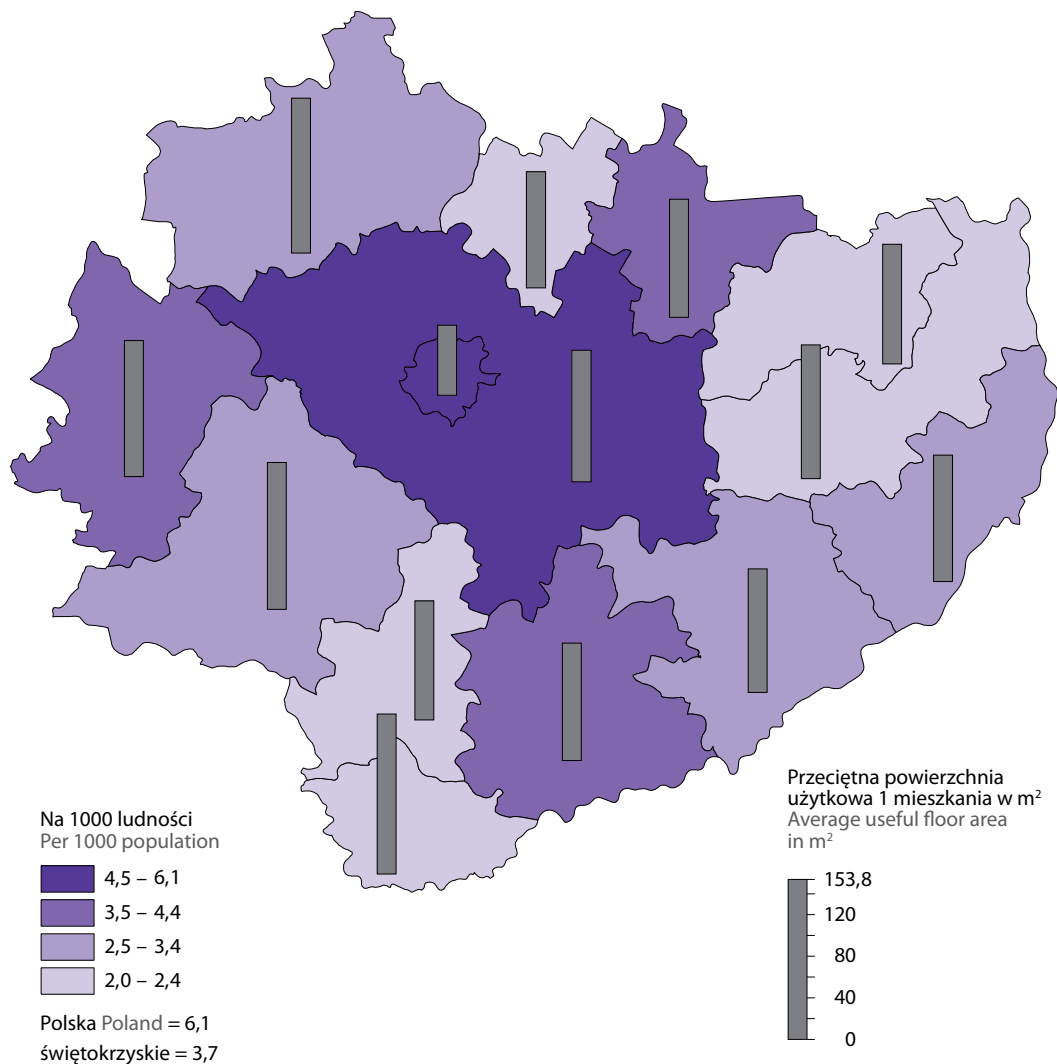 Na 1000 ludności
Per 1000 population
4,5 – 6,1
3,5 – 4,4
2,5 – 3,4
2,0 – 2,4
Polska Poland = 6,1
świętokrzyskie = 3,7
Przeciętna powierzchnia
użytkowa 1 mieszkania w m²
Average useful floor area
in m²
153,8
120
80
40
0